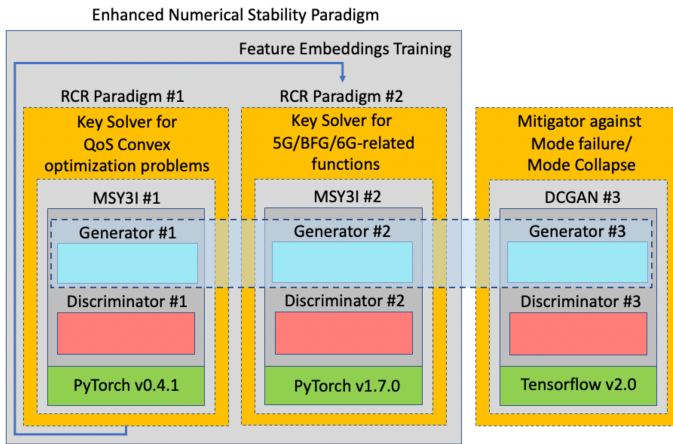 Enhanced Numerical Stability Paradigm
Feature Embeddings Training
RCR Paradigm #1
Key Solver for
QoS Convex
optimization problems
MSY3I #1
Generator #1
Discriminator #1
PyTorch v0.4.1
RCR Paradigm #2
Key Solver for
5G/BFG/6G-related
functions
MSY3I #2
Generator #2
Discriminator #2
PyTorch v1.7.0
Mitigator against
Mode failure/
Mode Collapse
DCGAN #3
Generator #3
Discriminator #3
Tensorflow v2.0